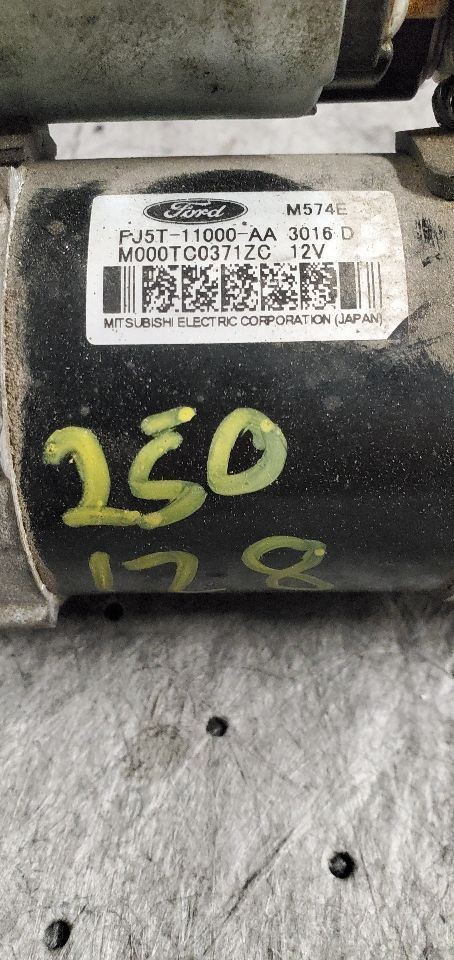 Ford M574E
FJ5T-11000-AA 3016 D
M000TC0371ZC 12V
MITSUBISHI ELECTRIC CORPORATION (JAPAN)
250
128